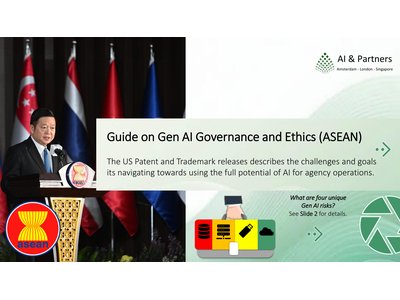 AI & Partners
Amsterdam - London - Singapore
Guide on Gen AI Governance and Ethics (ASEAN)
The US Patent and Trademark releases describes the challenges and goals
its navigating towards using the full potential of AI for agency operations.
What are four unique
Gen AI risks?
See Slide 2 for details.
asean